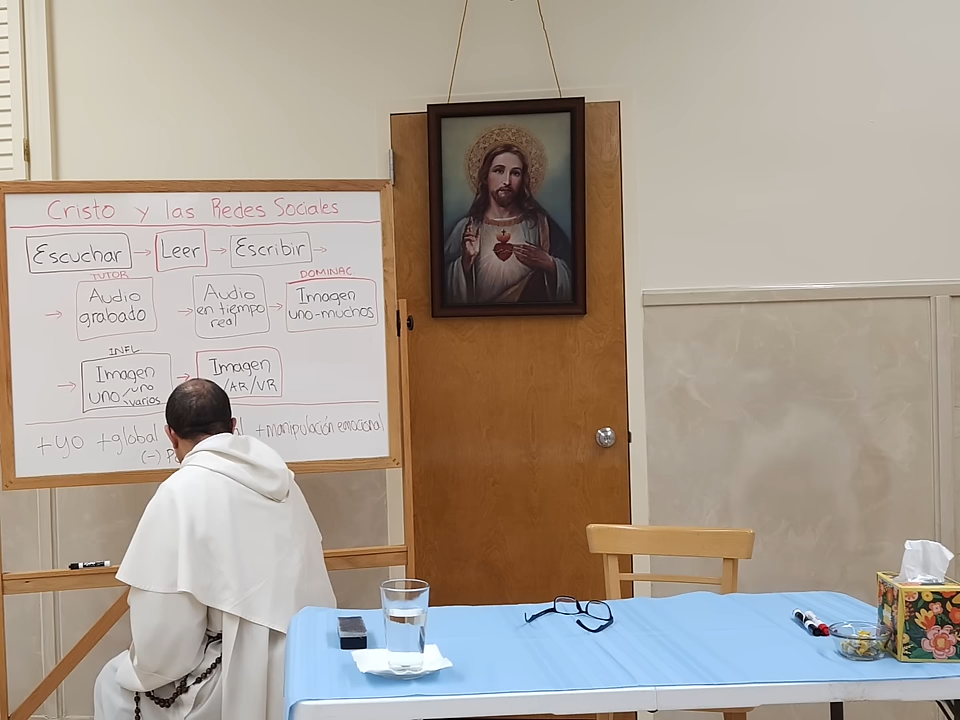 Cristo y las Redes Sociales
Escuchar → Leer → Escribir →
TUTOR DOMINAC
→ Audio grabado → Audio en tiempo real → Imagen uno-muchos
INFL
→ Imagen uno uno varios → Imagen /AR/VR
+yo +global +manipulación emocional
(-)